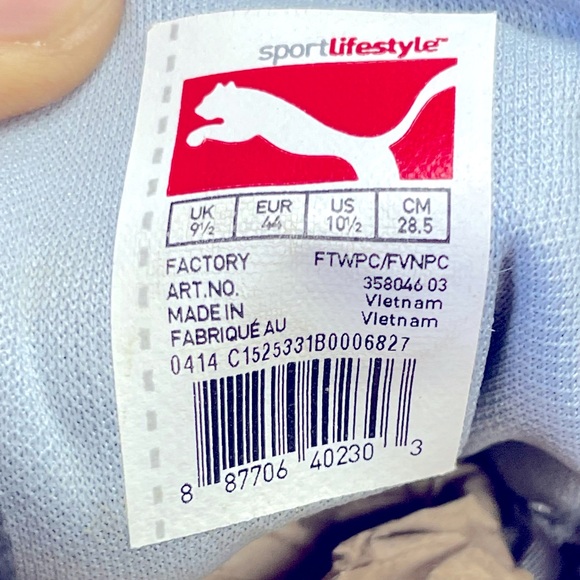 sportlifestyle™
UK EUR US CM
9½ 44 10½ 28.5
FACTORY FTWPC/FVNPC
ART.NO. 358046 03
MADE IN Vietnam
FABRIQUÉ AU Vietnam
0414 C1525331B0006827
8 87706 40230 3